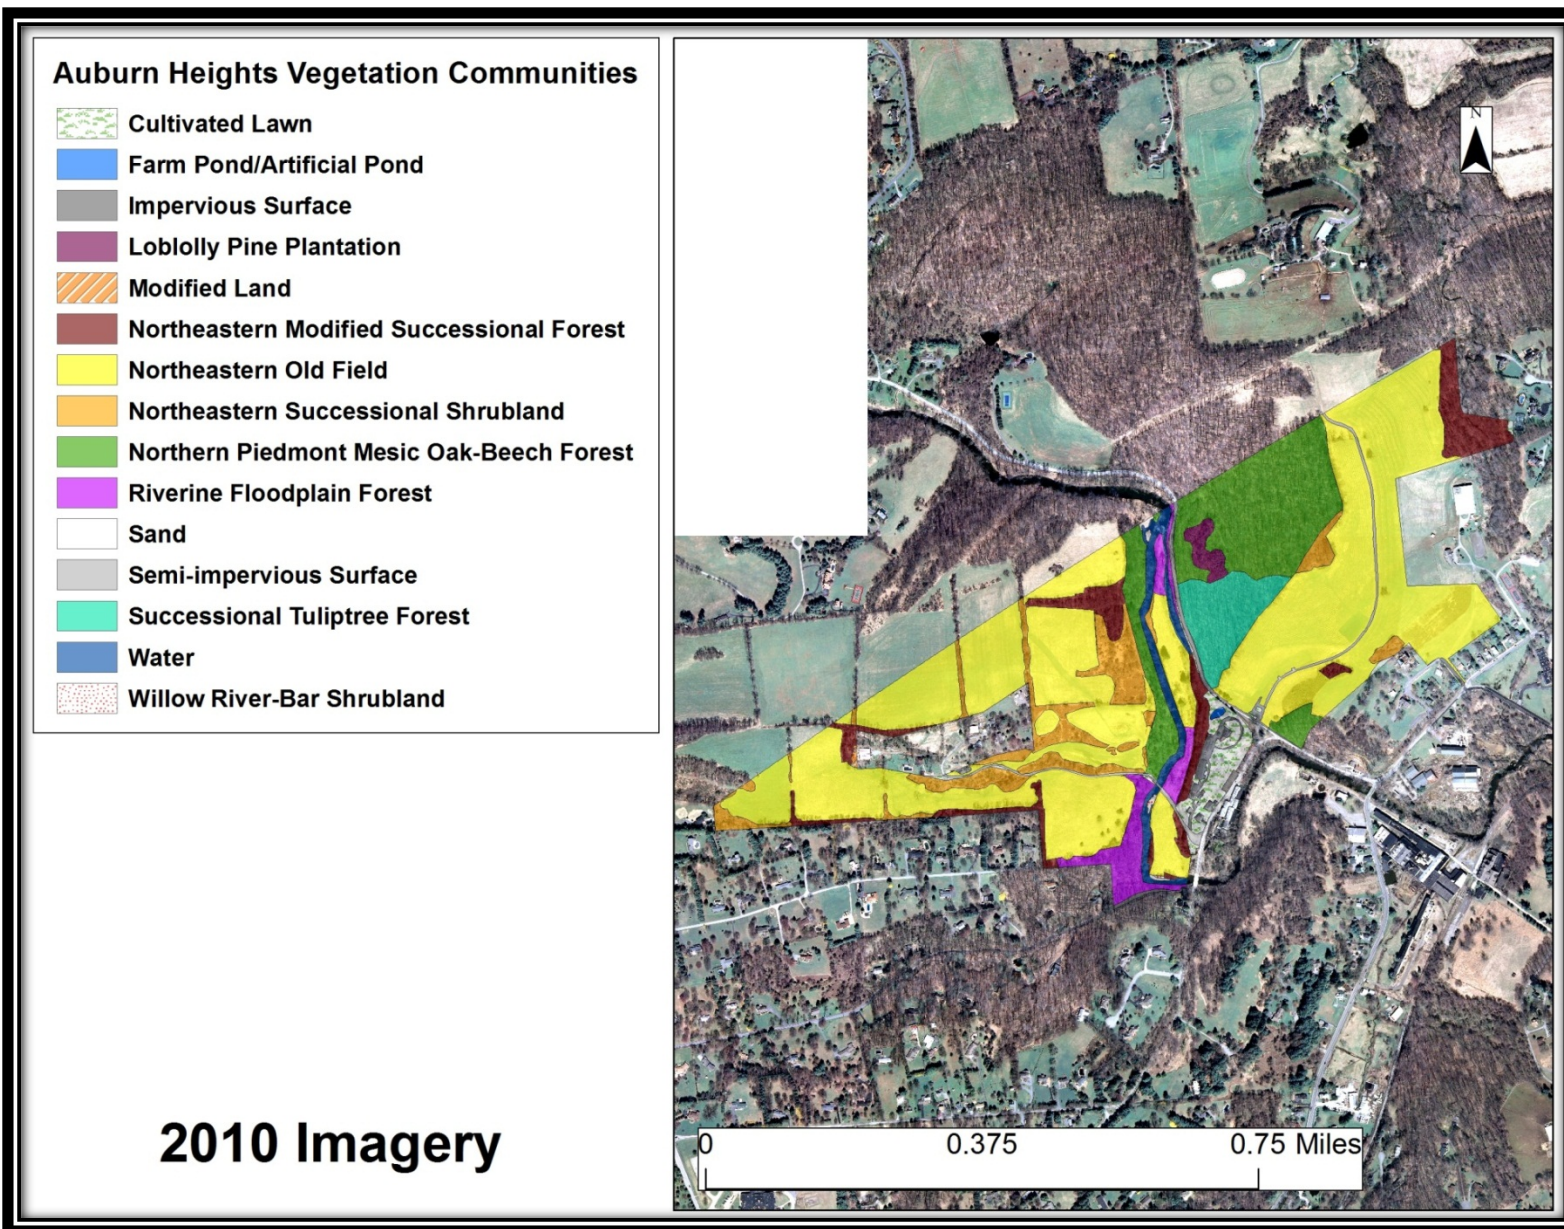 Auburn Heights Vegetation Communities
Cultivated Lawn
Farm Pond/Artificial Pond
Impervious Surface
Loblolly Pine Plantation
Modified Land
Northeastern Modified Successional Forest
Northeastern Old Field
Northeastern Successional Shrubland
Northern Piedmont Mesic Oak-Beech Forest
Riverine Floodplain Forest
Sand
Semi-impervious Surface
Successional Tuliptree Forest
Water
Willow River-Bar Shrubland
N
2010 Imagery
0 0.375 0.75 Miles